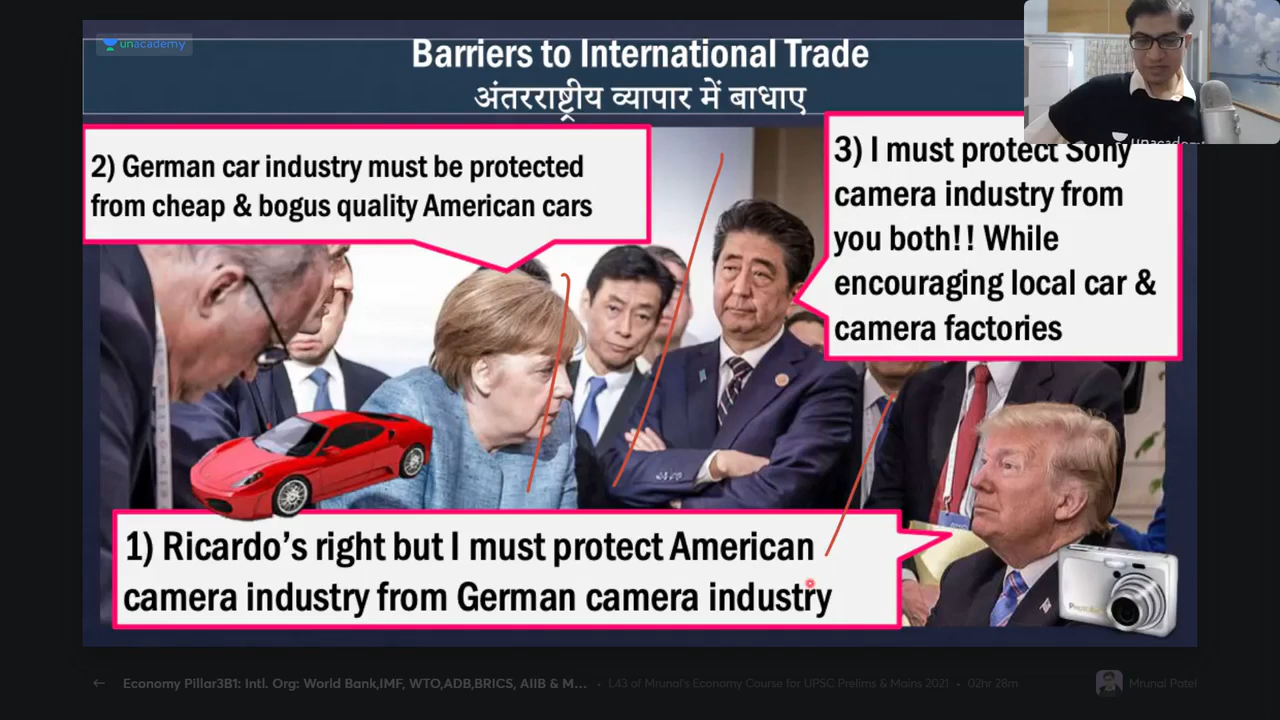 unacademy
Barriers to International Trade
अंतरराष्ट्रीय व्यापार में बाधाए
2) German car industry must be protected
from cheap & bogus quality American cars
3) I must protect Sony
camera industry from
you both!! While
encouraging local car &
camera factories
1) Ricardo's right but I must protect American
camera industry from German camera industry
unacademy
← Economy Pillar3B1: Intl. Org: World Bank,IMF, WTO,ADB,BRICS, AIIB & M... • L43 of Mrunal's Economy Course for UPSC Prelims & Mains 2021 • 02hr 28m
Mrunal Patel